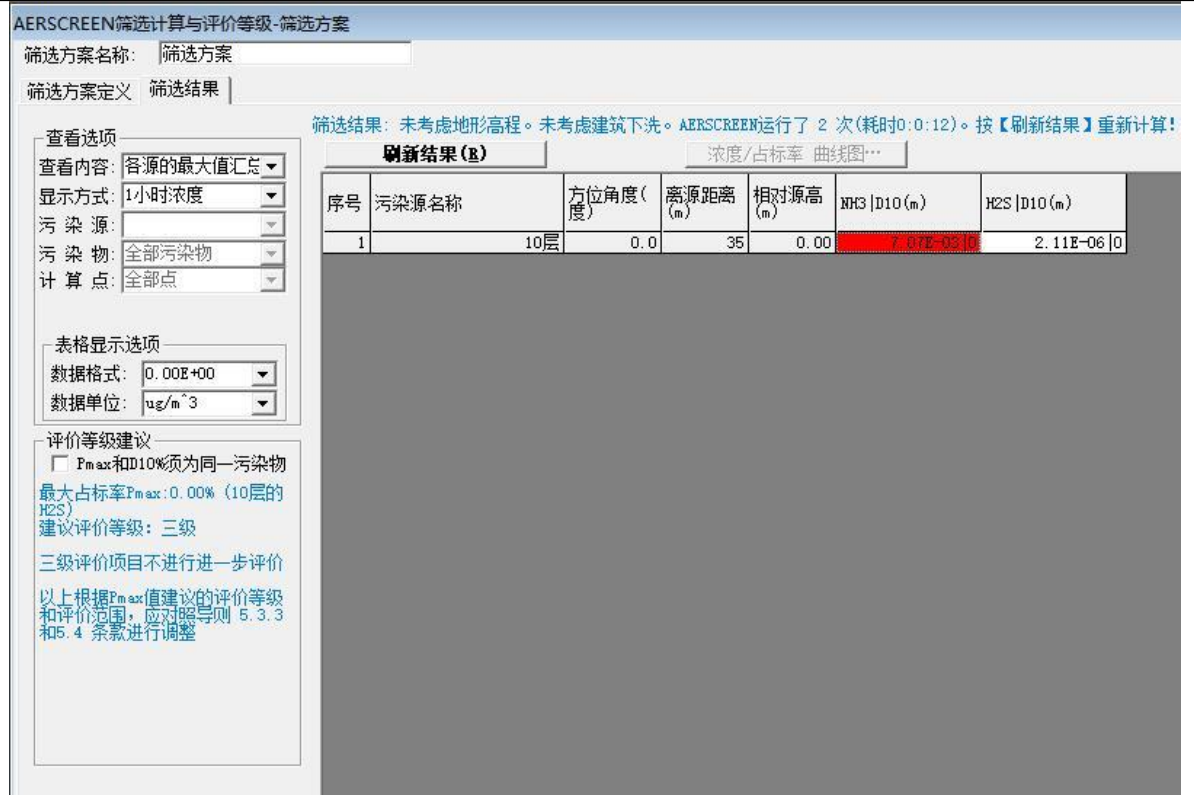 AERSCREEN筛选计算与评价等级-筛选方案
筛选方案名称: 筛选方案
筛选方案定义 筛选结果
筛选结果: 未考虑地形高程。未考虑建筑下洗。AERSCREEN运行了 2 次(耗时0:0:12)。按【刷新结果】重新计算!
刷新结果(R) 浓度/占标率 曲线图…
查看选项
查看内容: 各源的最大值汇总
显示方式: 1小时浓度
污 染 源:
污 染 物: 全部污染物
计 算 点: 全部点
序号 污染源名称 方位角度(度) 离源距离(m) 相对源高(m) NH3|D10(m) H2S|D10(m)
1 10层 0.0 35 0.00 7.07E-03|0 2.11E-06|0
表格显示选项
数据格式: 0.00E+00
数据单位: ug/m^3
评价等级建议
Pmax和D10%须为同一污染物
最大占标率Pmax:0.00% (10层的
H2S)
建议评价等级: 三级
三级评价项目不进行进一步评价
以上根据Pmax值建议的评价等级
和评价范围,应对照导则 5.3.3
和5.4 条款进行调整